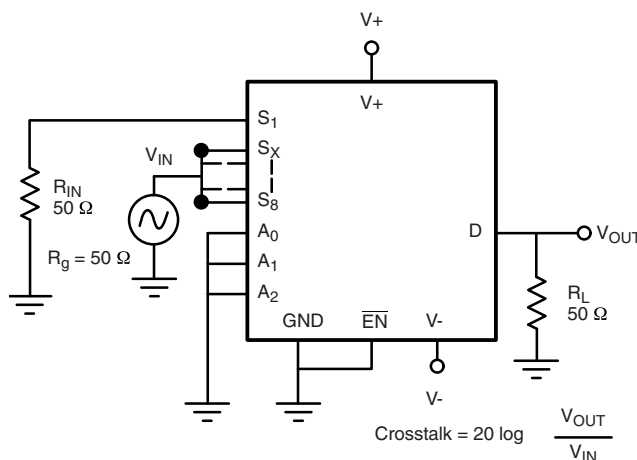 V+
V+
S1
SX
VIN
RIN
50 Ω
S8
Rg = 50 Ω
A0
D
VOUT
A1
A2
RL
50 Ω
GND
EN
V-
V-
Crosstalk = 20 log VOUT
VIN